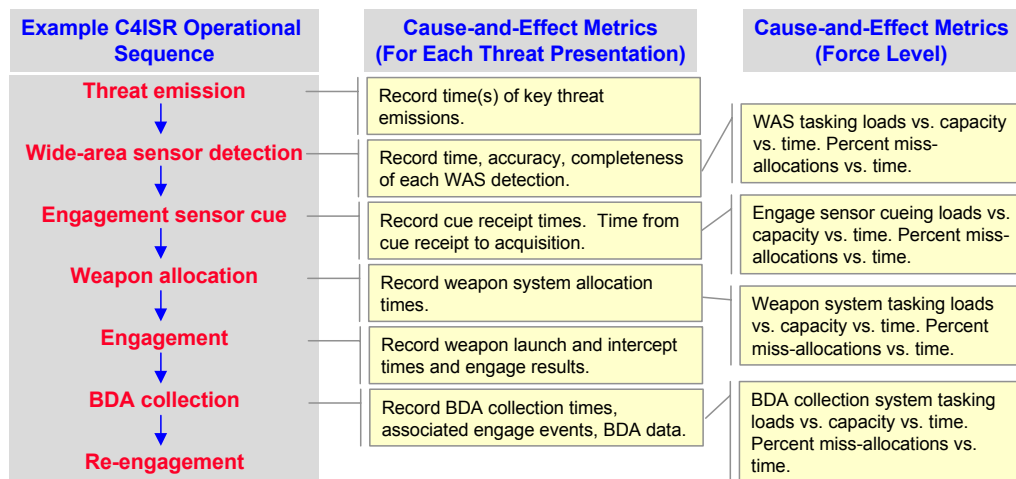 Example C4ISR Operational
Sequence
Threat emission
Wide-area sensor detection
Engagement sensor cue
Weapon allocation
Engagement
BDA collection
Re-engagement
Cause-and-Effect Metrics
(For Each Threat Presentation)
Record time(s) of key threat
emissions.
Record time, accuracy, completeness
of each WAS detection.
Record cue receipt times.  Time from
cue receipt to acquisition.
Record weapon system allocation
times.
Record weapon launch and intercept
times and engage results.
Record BDA collection times,
associated engage events, BDA data.
Cause-and-Effect Metrics
(Force Level)
WAS tasking loads vs. capacity
vs. time. Percent miss-
allocations vs. time.
Engage sensor cueing loads vs.
capacity vs. time. Percent miss-
allocations vs. time.
Weapon system tasking loads
vs. capacity vs. time. Percent
miss-allocations vs. time.
BDA collection system tasking
loads vs. capacity vs. time.
Percent miss-allocations vs.
time.